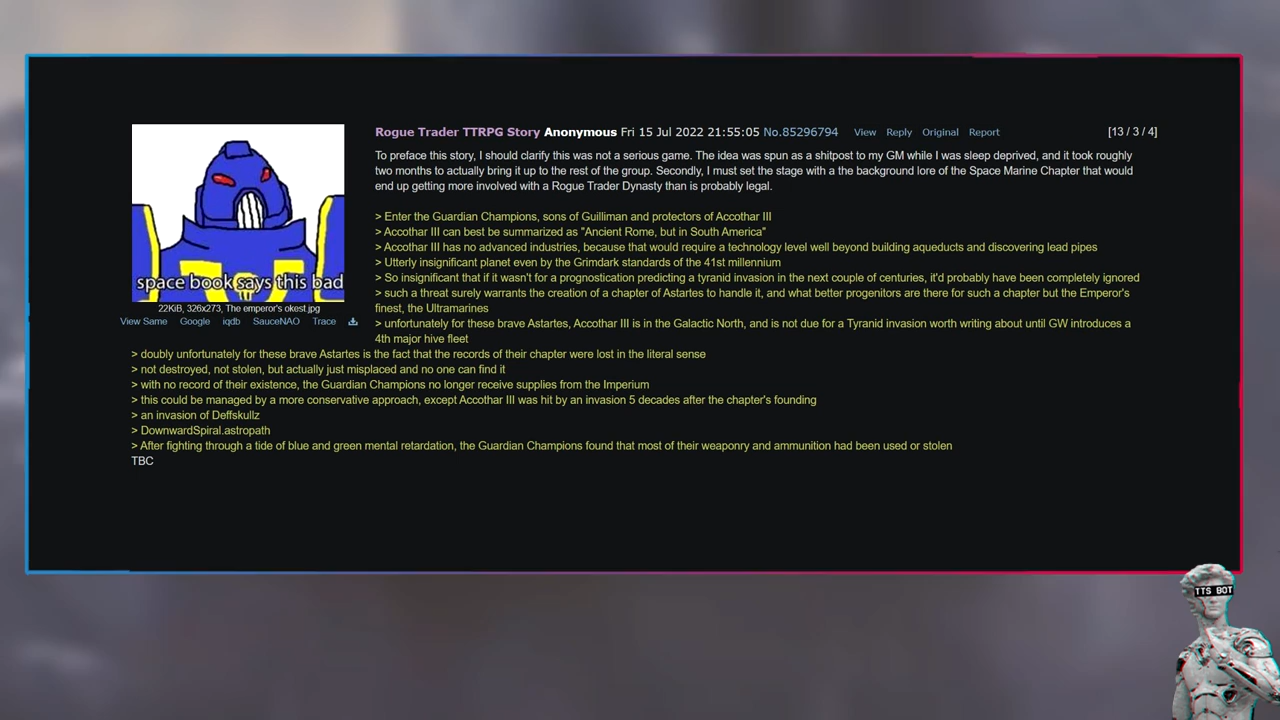 Rogue Trader TTRPG Story Anonymous Fri 15 Jul 2022 21:55:05 No.85296794 View Reply Original Report [13 / 3 / 4]
To preface this story, I should clarify this was not a serious game. The idea was spun as a shitpost to my GM while I was sleep deprived, and it took roughly
two months to actually bring it up to the rest of the group. Secondly, I must set the stage with a the background lore of the Space Marine Chapter that would
end up getting more involved with a Rogue Trader Dynasty than is probably legal.
> Enter the Guardian Champions, sons of Guilliman and protectors of Accothar III
> Accothar III can best be summarized as "Ancient Rome, but in South America"
> Accothar III has no advanced industries, because that would require a technology level well beyond building aqueducts and discovering lead pipes
> Utterly insignificant planet even by the Grimdark standards of the 41st millennium
> So insignificant that if it wasn't for a prognostication predicting a tyranid invasion in the next couple of centuries, it'd probably have been completely ignored
> such a threat surely warrants the creation of a chapter of Astartes to handle it, and what better progenitors are there for such a chapter but the Emperor's
finest, the Ultramarines
> unfortunately for these brave Astartes, Accothar III is in the Galactic North, and is not due for a Tyranid invasion worth writing about until GW introduces a
4th major hive fleet
space book says this bad
22KiB, 326x273, The emperor's okest.jpg
View Same Google iqdb SauceNAO Trace
> doubly unfortunately for these brave Astartes is the fact that the records of their chapter were lost in the literal sense
> not destroyed, not stolen, but actually just misplaced and no one can find it
> with no record of their existence, the Guardian Champions no longer receive supplies from the Imperium
> this could be managed by a more conservative approach, except Accothar III was hit by an invasion 5 decades after the chapter's founding
> an invasion of Deffskullz
> DownwardSpiral.astropath
> After fighting through a tide of blue and green mental retardation, the Guardian Champions found that most of their weaponry and ammunition had been used or stolen
TBC
TTS BOT